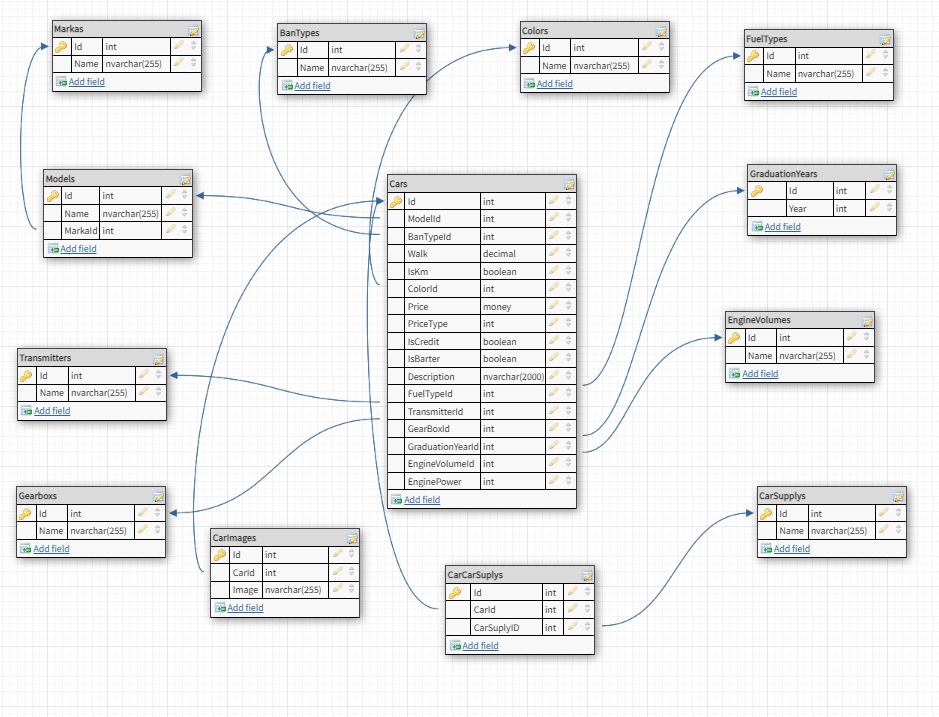 Markas
Id int
Name nvarchar(255)
Add field
BanTypes
Id int
Name nvarchar(255)
Add field
Colors
Id int
Name nvarchar(255)
Add field
FuelTypes
Id int
Name nvarchar(255)
Add field
Models
Id int
Name nvarchar(255)
MarkaId int
Add field
Cars
Id int
ModelId int
BanTypeId int
Walk decimal
IsKm boolean
ColorId int
Price money
PriceType int
IsCredit boolean
IsBarter boolean
Description nvarchar(2000)
FuelTypeId int
TransmitterId int
GearBoxId int
GraduationYearId int
EngineVolumeId int
EnginePower int
Add field
GraduationYears
Id int
Year int
Add field
EngineVolumes
Id int
Name nvarchar(255)
Add field
Transmitters
Id int
Name nvarchar(255)
Add field
Gearboxs
Id int
Name nvarchar(255)
Add field
CarImages
Id int
CarId int
Image nvarchar(255)
Add field
CarCarSuplys
Id int
CarId int
CarSuplyID int
Add field
CarSupplys
Id int
Name nvarchar(255)
Add field